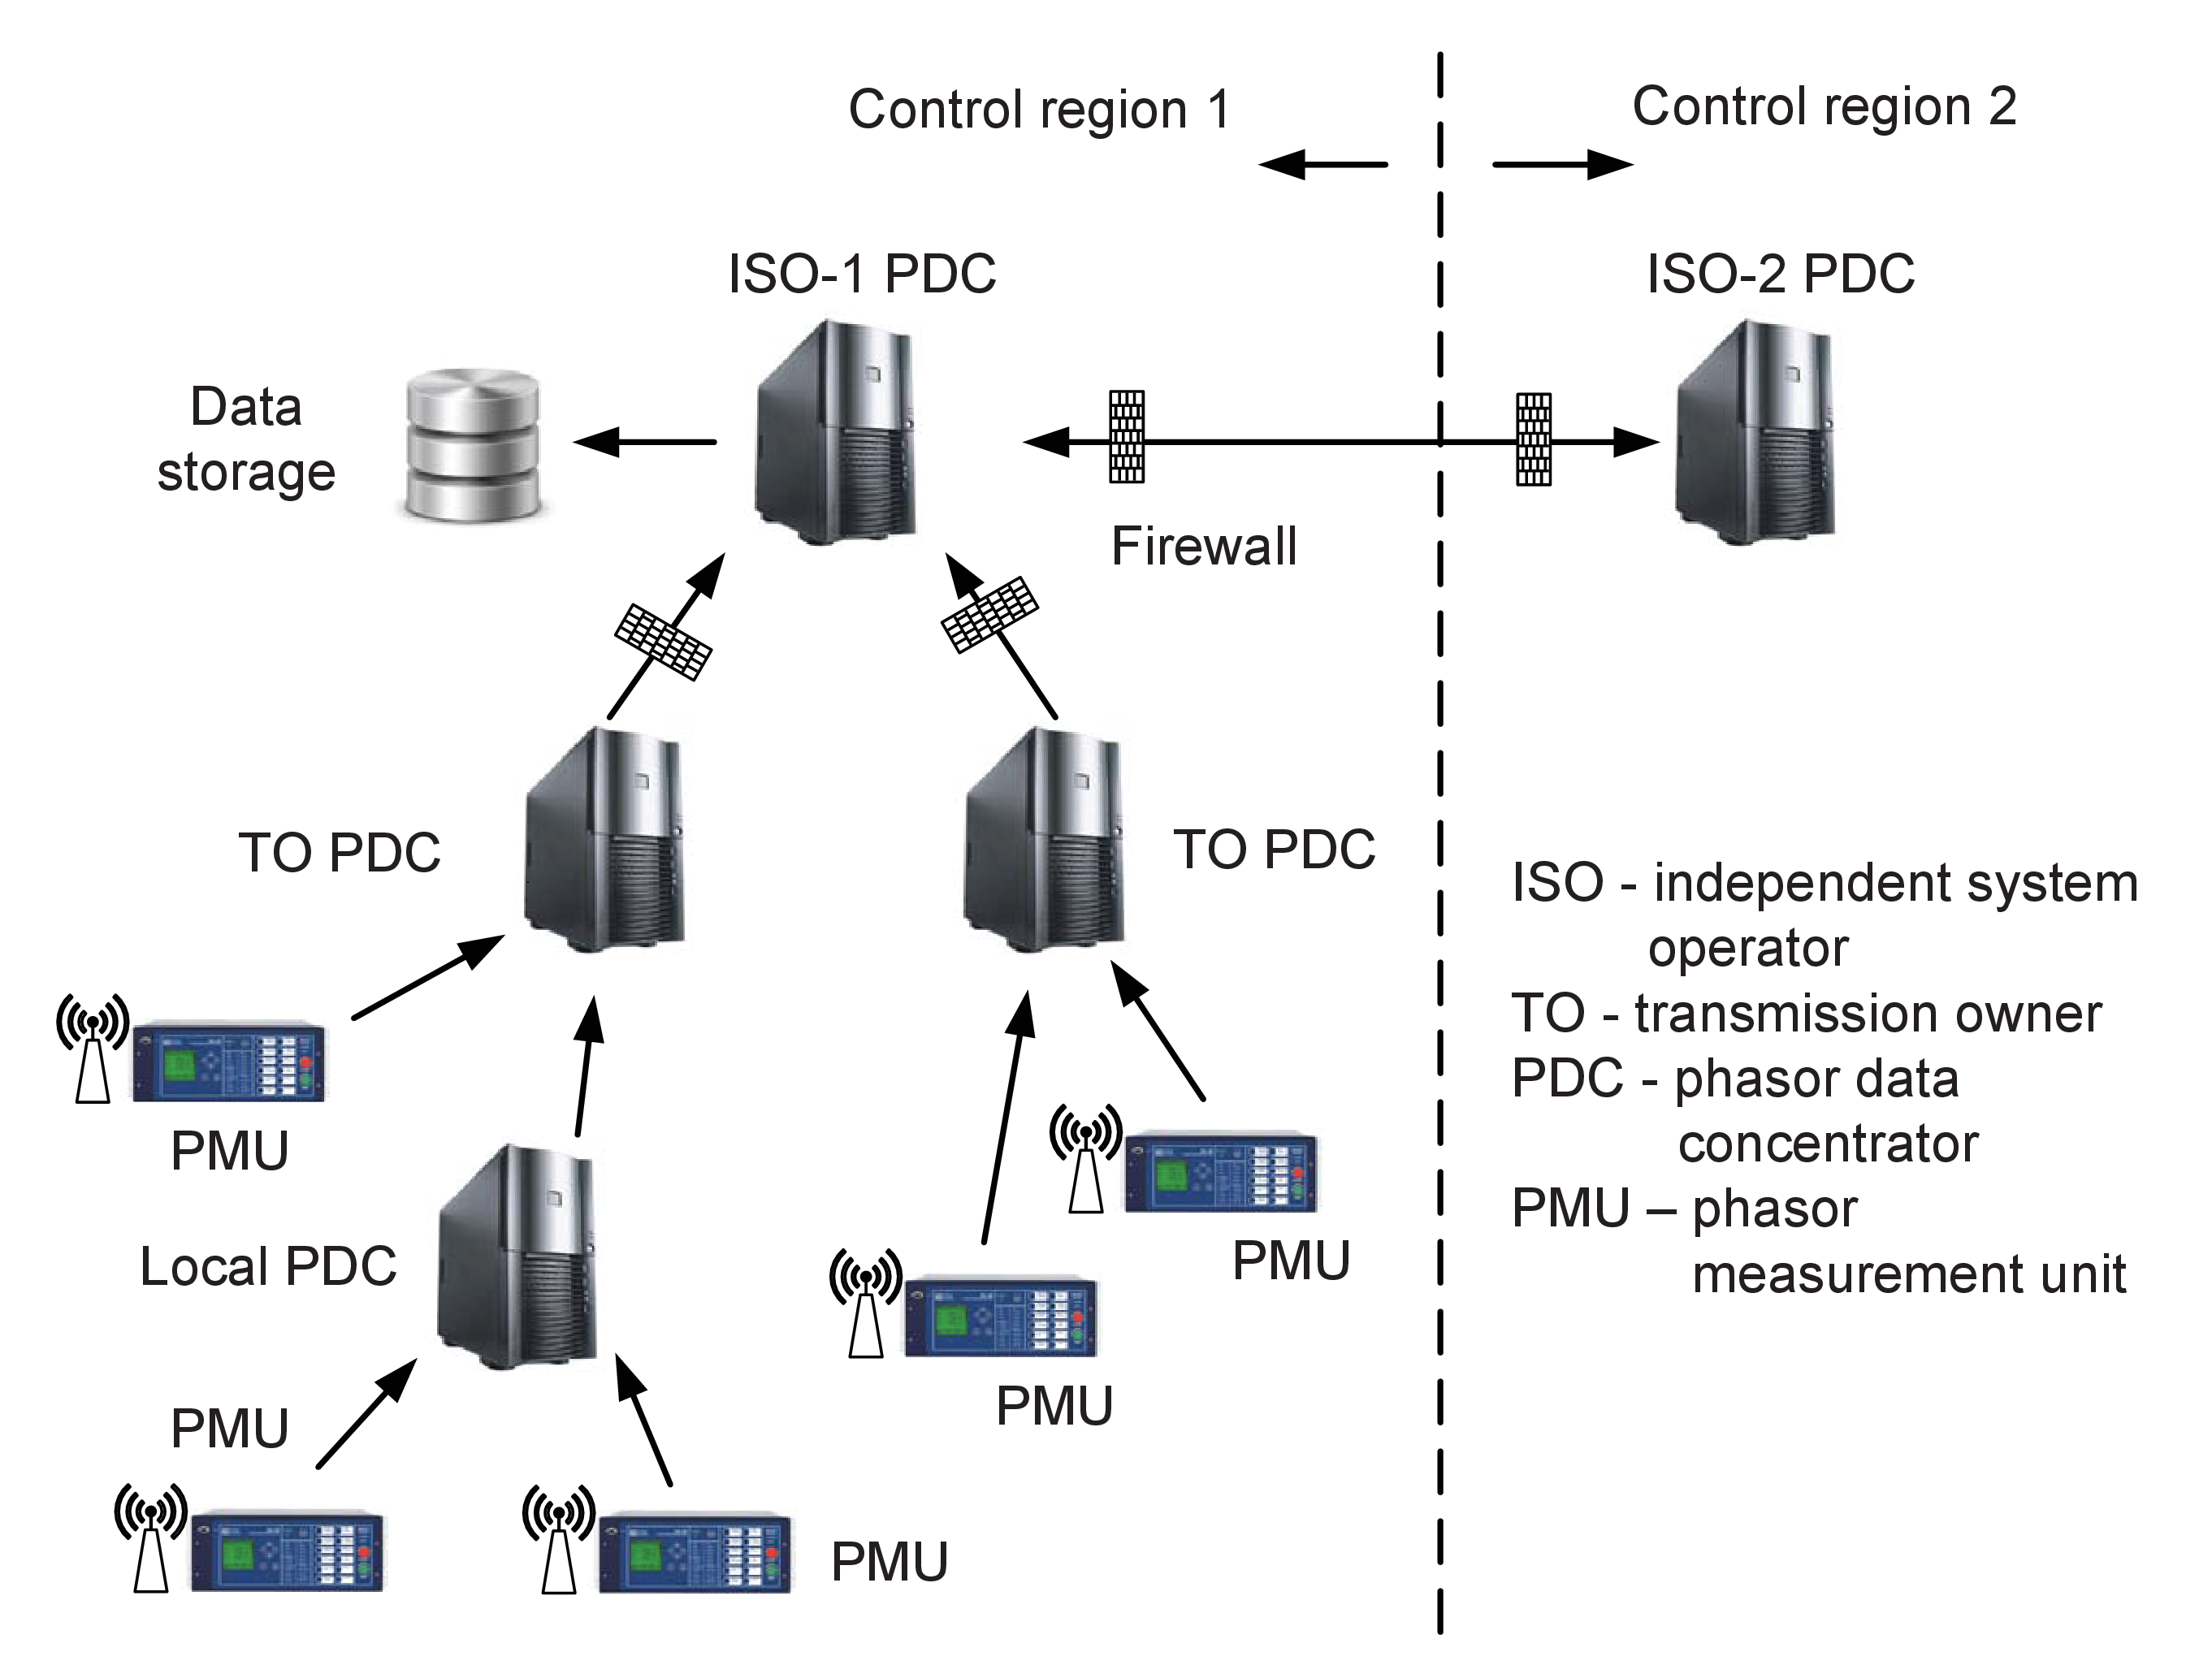 Control region 1
Control region 2
ISO-1 PDC
ISO-2 PDC
Data
storage
Firewall
TO PDC
TO PDC
ISO - independent system
operator
TO - transmission owner
PDC - phasor data
concentrator
PMU – phasor
measurement unit
PMU
Local PDC
PMU
PMU
PMU
PMU